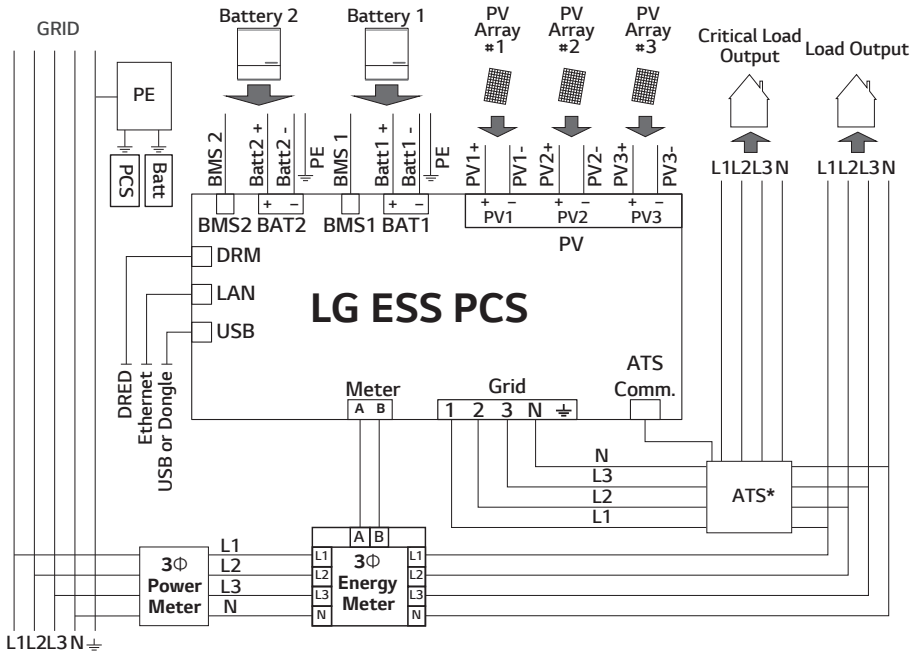 GRID
Battery 2
Battery 1
PV Array #1
PV Array #2
PV Array #3
Critical Load Output
Load Output
PE
PCS
Batt
BMS 2
Batt2 +
Batt2 -
PE
BMS 1
Batt1 +
Batt1 -
PE
PV1+
PV1-
PV2+
PV2-
PV3+
PV3-
L1L2L3 N
L1L2L3N
+ −
+ −
+ −
+ −
+ −
BMS2 BAT2
BMS1 BAT1
PV1
PV2
PV3
PV
DRM
LAN
USB
LG ESS PCS
DRED
Ethernet
USB or Dongle
Meter
A B
Grid
1 2 3 N
ATS
Comm.
N
L3
L2
L1
ATS*
3Φ
Power
Meter
L1
L2
L3
N
A B
L1
L2
L3
N
3Φ
Energy
Meter
L1
L2
L3
N
L1L2L3 N